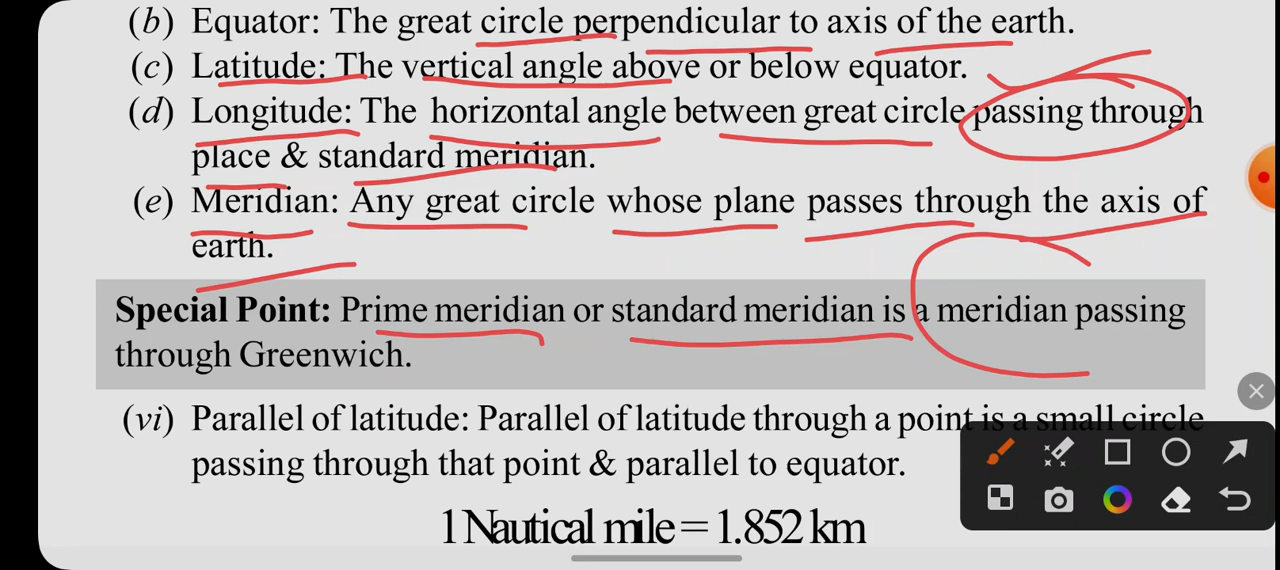 (b) Equator: The great circle perpendicular to axis of the earth.
(c) Latitude: The vertical angle above or below equator.
(d) Longitude: The horizontal angle between great circle passing through
place & standard meridian.
(e) Meridian: Any great circle whose plane passes through the axis of
earth.
Special Point: Prime meridian or standard meridian is a meridian passing
through Greenwich.
(vi) Parallel of latitude: Parallel of latitude through a point is a small circle
passing through that point & parallel to equator.
1 Nautical mile = 1.852 km